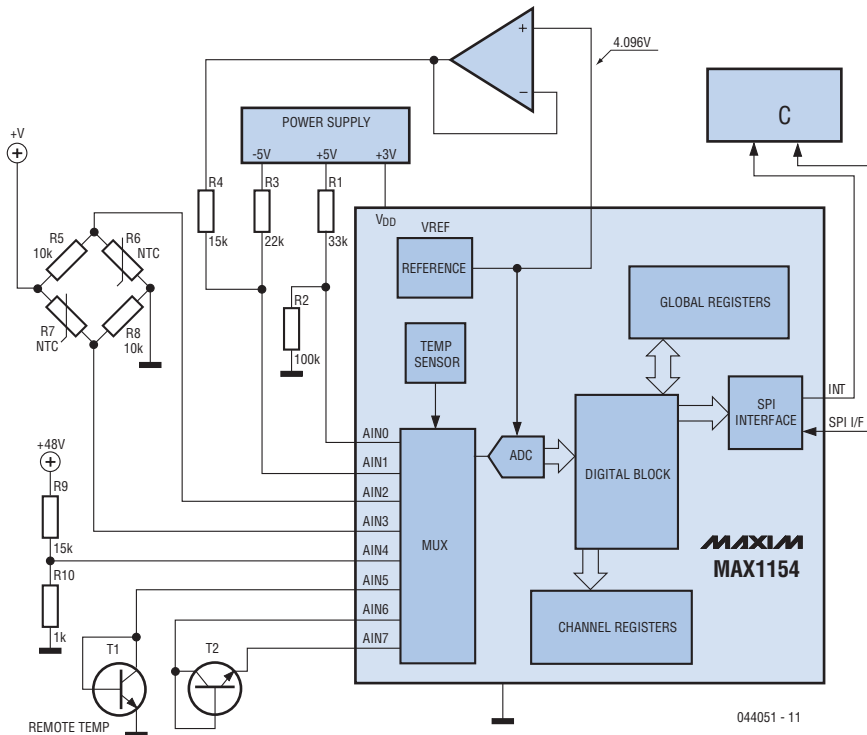 4.096V
+
−
C
POWER SUPPLY
-5V
+5V
+3V
+V
R4
15k
R3
22k
R1
33k
R5
10k
R6
NTC
R7
NTC
R8
10k
R2
100k
VDD
VREF
REFERENCE
GLOBAL REGISTERS
TEMP
SENSOR
INT
SPI
INTERFACE
SPI I/F
ADC
DIGITAL BLOCK
MUX
AIN0
AIN1
AIN2
AIN3
AIN4
AIN5
AIN6
AIN7
+48V
R9
15k
R10
1k
T1
T2
REMOTE TEMP
MAXIM
MAX1154
CHANNEL REGISTERS
044051 - 11